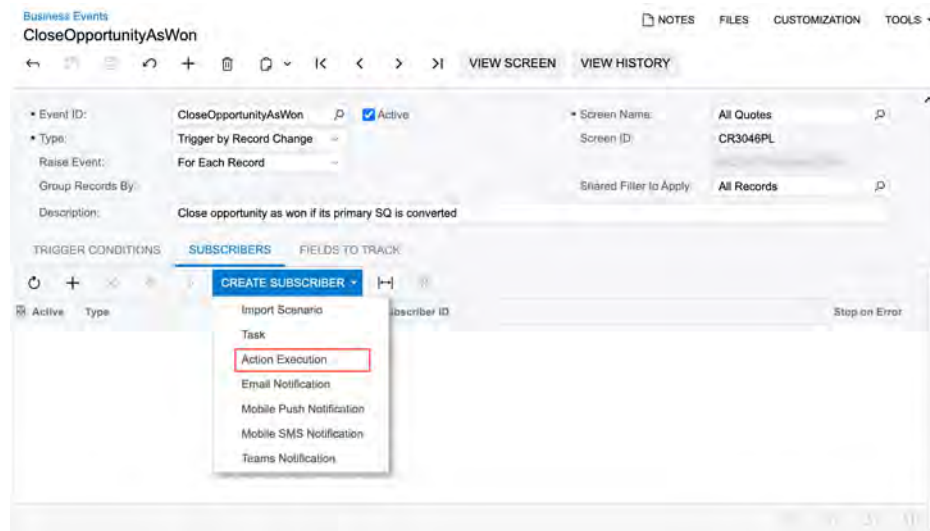 Business Events
CloseOpportunityAsWon
NOTES FILES CUSTOMIZATION TOOLS
VIEW SCREEN VIEW HISTORY
• Event ID: CloseOpportunityAsWon Active • Screen Name: All Quotes
• Type: Trigger by Record Change Screen ID: CR3046PL
Raise Event: For Each Record
Group Records By: Shared Filter to Apply: All Records
Description: Close opportunity as won if its primary SQ is converted
TRIGGER CONDITIONS SUBSCRIBERS FIELDS TO TRACK
CREATE SUBSCRIBER
Active Type ubscriber ID Stop on Error
Import Scenario
Task
Action Execution
Email Notification
Mobile Push Notification
Mobile SMS Notification
Teams Notification